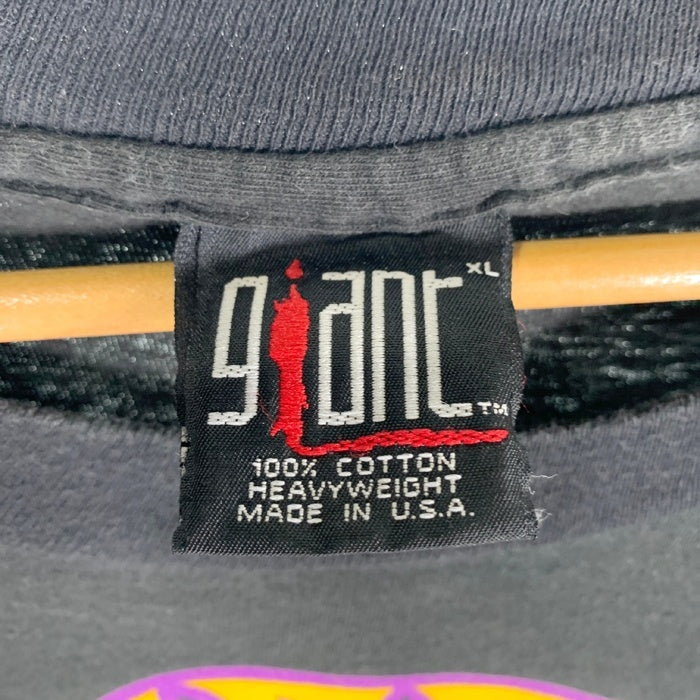 giant XL
TM
100% COTTON
HEAVYWEIGHT
MADE IN U.S.A.